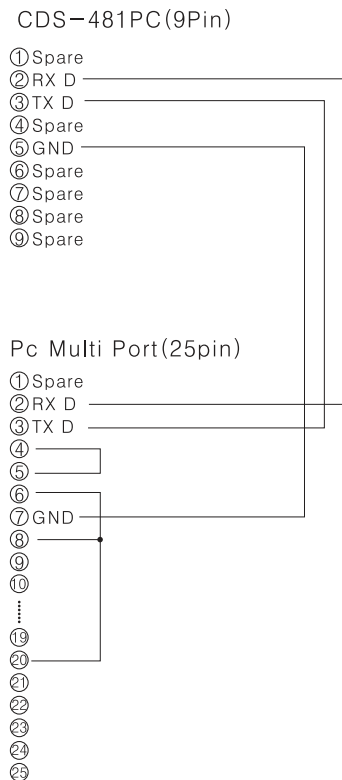 CDS-481PC(9Pin)
①Spare
②RX D
③TX D
④Spare
⑤GND
⑥Spare
⑦Spare
⑧Spare
⑨Spare
Pc Multi Port(25pin)
①Spare
②RX D
③TX D
④
⑤
⑥
⑦GND
⑧
⑨
⑩
⑲
⑳
㉑
㉒
㉓
㉔
㉕